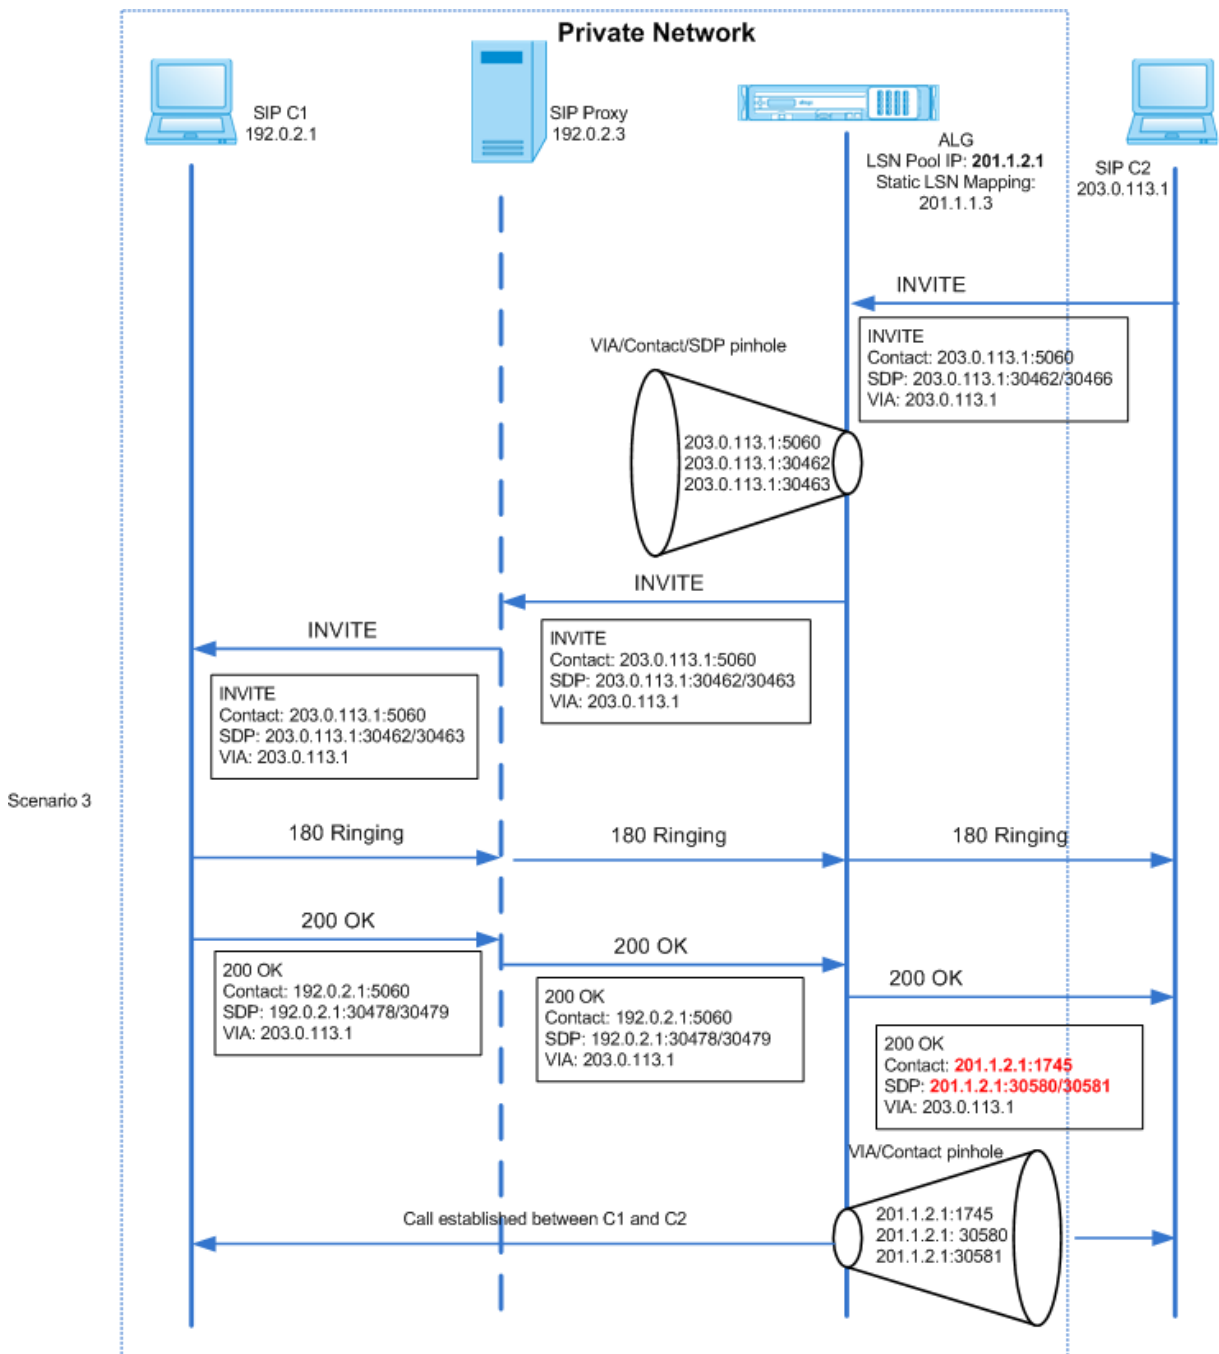 Private Network
SIP C1
192.0.2.1
SIP Proxy
192.0.2.3
ALG
LSN Pool IP: 201.1.2.1
Static LSN Mapping:
201.1.1.3
SIP C2
203.0.113.1
INVITE
INVITE
Contact: 203.0.113.1:5060
SDP: 203.0.113.1:30462/30466
VIA: 203.0.113.1
VIA/Contact/SDP pinhole
203.0.113.1:5060
203.0.113.1:30462
203.0.113.1:30463
INVITE
INVITE
Contact: 203.0.113.1:5060
SDP: 203.0.113.1:30462/30463
VIA: 203.0.113.1
INVITE
INVITE
Contact: 203.0.113.1:5060
SDP: 203.0.113.1:30462/30463
VIA: 203.0.113.1
Scenario 3
180 Ringing
180 Ringing
180 Ringing
200 OK
200 OK
Contact: 192.0.2.1:5060
SDP: 192.0.2.1:30478/30479
VIA: 203.0.113.1
200 OK
200 OK
Contact: 192.0.2.1:5060
SDP: 192.0.2.1:30478/30479
VIA: 203.0.113.1
200 OK
200 OK
Contact: 201.1.2.1:1745
SDP: 201.1.2.1:30580/30581
VIA: 203.0.113.1
VIA/Contact pinhole
201.1.2.1:1745
201.1.2.1: 30580
201.1.2.1:30581
Call established between C1 and C2